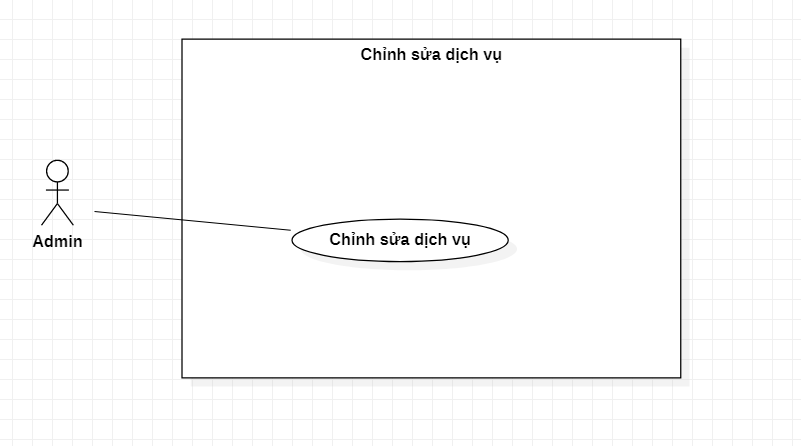 Chỉnh sửa dịch vụ
Admin
Chỉnh sửa dịch vụ